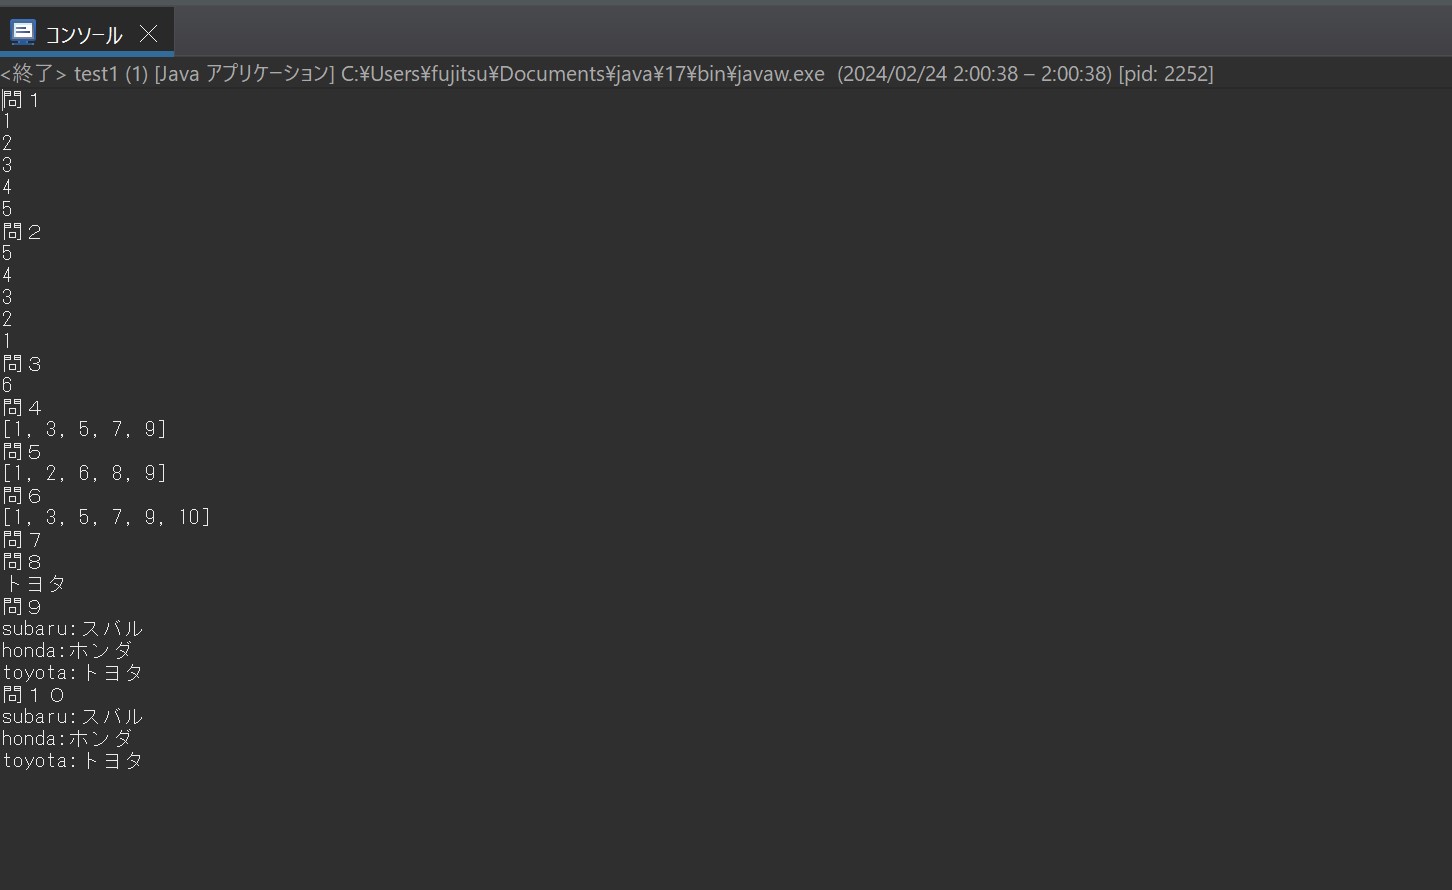 コンソール
<終了> test1 (1) [Java アプリケーション] C:¥Users¥fujitsu¥Documents¥java¥17¥bin¥javaw.exe  (2024/02/24 2:00:38 – 2:00:38) [pid: 2252]
問１
1
2
3
4
5
問２
5
4
3
2
1
問３
6
問４
[1, 3, 5, 7, 9]
問５
[1, 2, 6, 8, 9]
問６
[1, 3, 5, 7, 9, 10]
問７
問８
トヨタ
問９
subaru:スバル
honda:ホンダ
toyota:トヨタ
問１０
subaru:スバル
honda:ホンダ
toyota:トヨタ